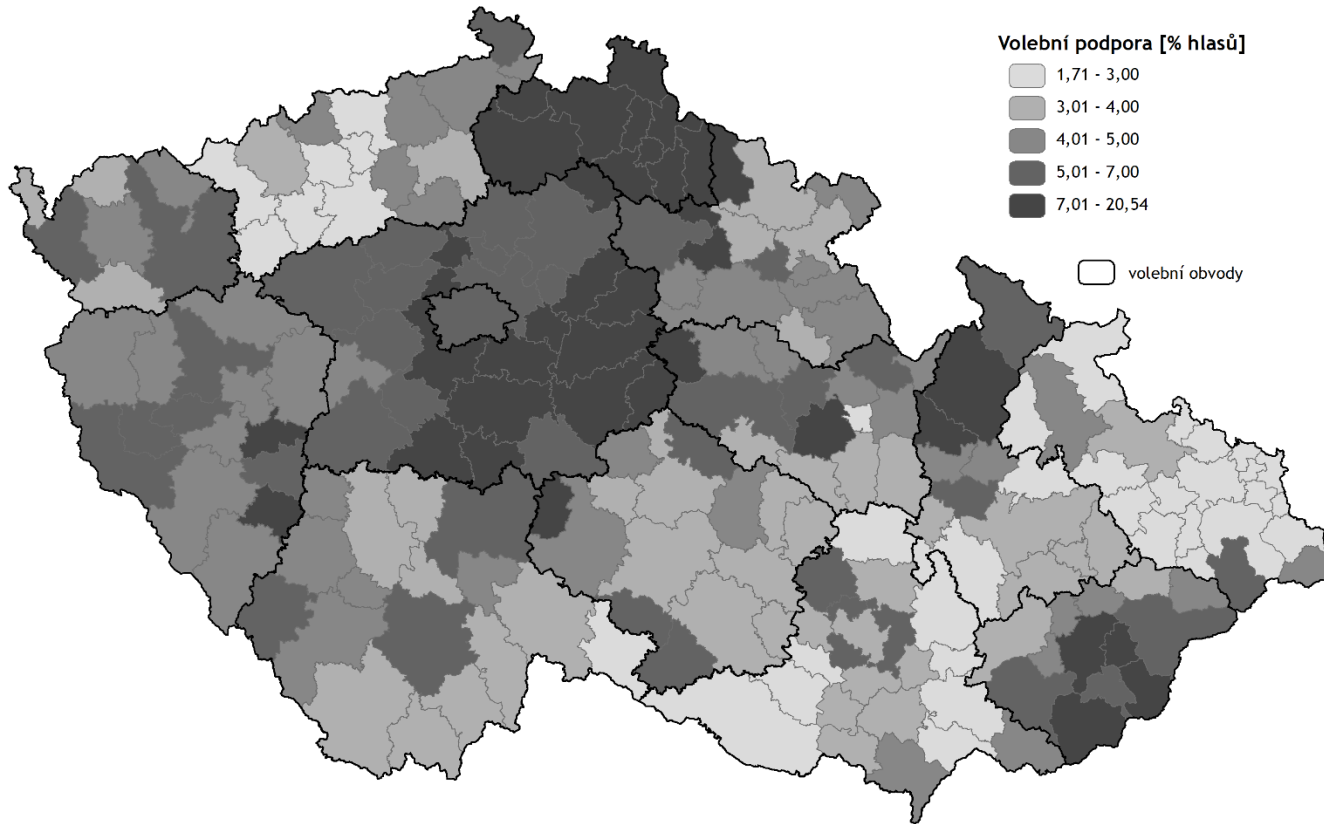 Volební podpora [% hlasů]
1,71 - 3,00
3,01 - 4,00
4,01 - 5,00
5,01 - 7,00
7,01 - 20,54
volební obvody